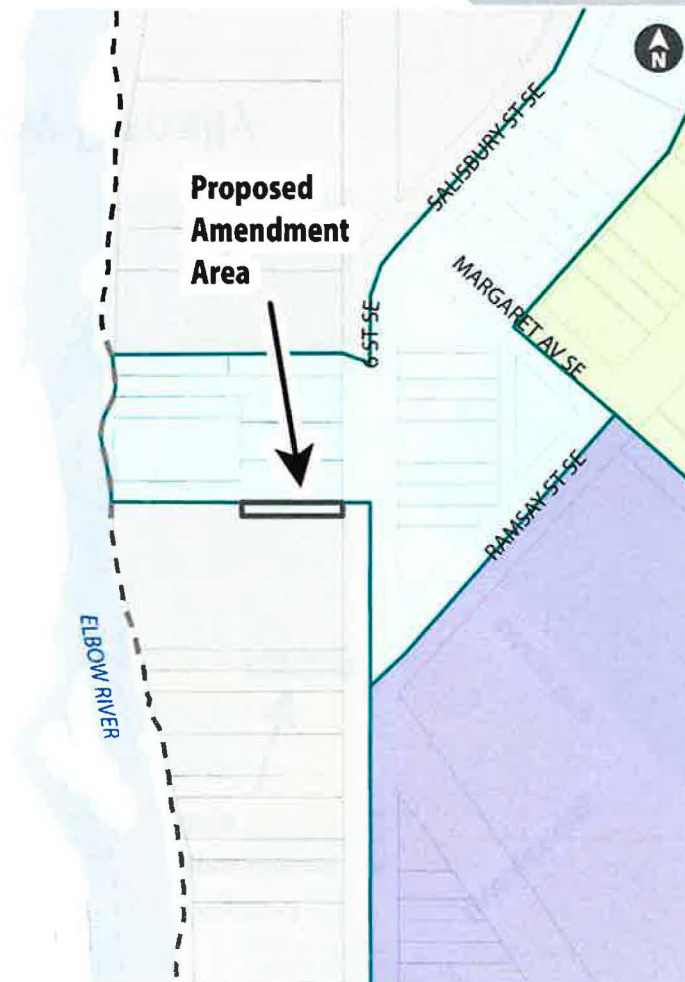 N
SALISBURY ST SE
Proposed
Amendment
Area
MARGARET AV SE
6 ST SE
RAMSAY ST SE
ELBOW RIVER